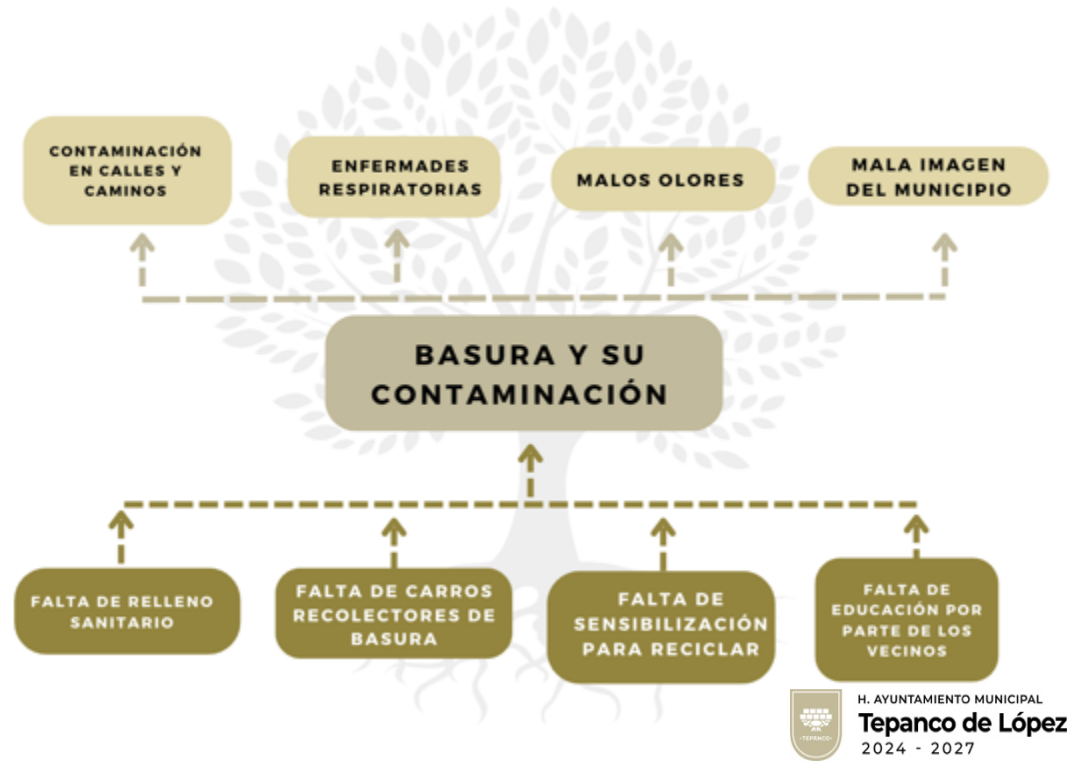 CONTAMINACIÓN
EN CALLES Y
CAMINOS
ENFERMADES
RESPIRATORIAS
MALOS OLORES
MALA IMAGEN
DEL MUNICIPIO
BASURA Y SU
CONTAMINACIÓN
FALTA DE RELLENO
SANITARIO
FALTA DE CARROS
RECOLECTORES DE
BASURA
FALTA DE
SENSIBILIZACIÓN
PARA RECICLAR
FALTA DE
EDUCACIÓN POR
PARTE DE LOS
VECINOS
·TEPANCO·
H. AYUNTAMIENTO MUNICIPAL
Tepanco de López
2024 - 2027